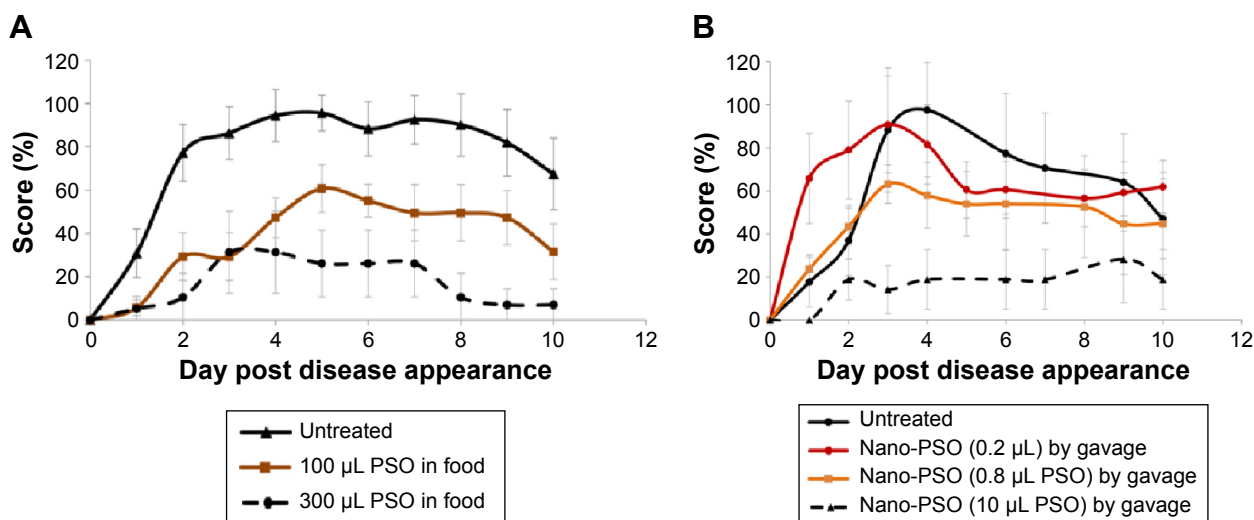 A
Score (%)
120
100
80
60
40
20
0
0 2 4 6 8 10 12
Day post disease appearance
Untreated
100 µL PSO in food
300 µL PSO in food
B
Score (%)
120
100
80
60
40
20
0
0 2 4 6 8 10 12
Day post disease appearance
Untreated
Nano-PSO (0.2 µL) by gavage
Nano-PSO (0.8 µL PSO) by gavage
Nano-PSO (10 µL PSO) by gavage